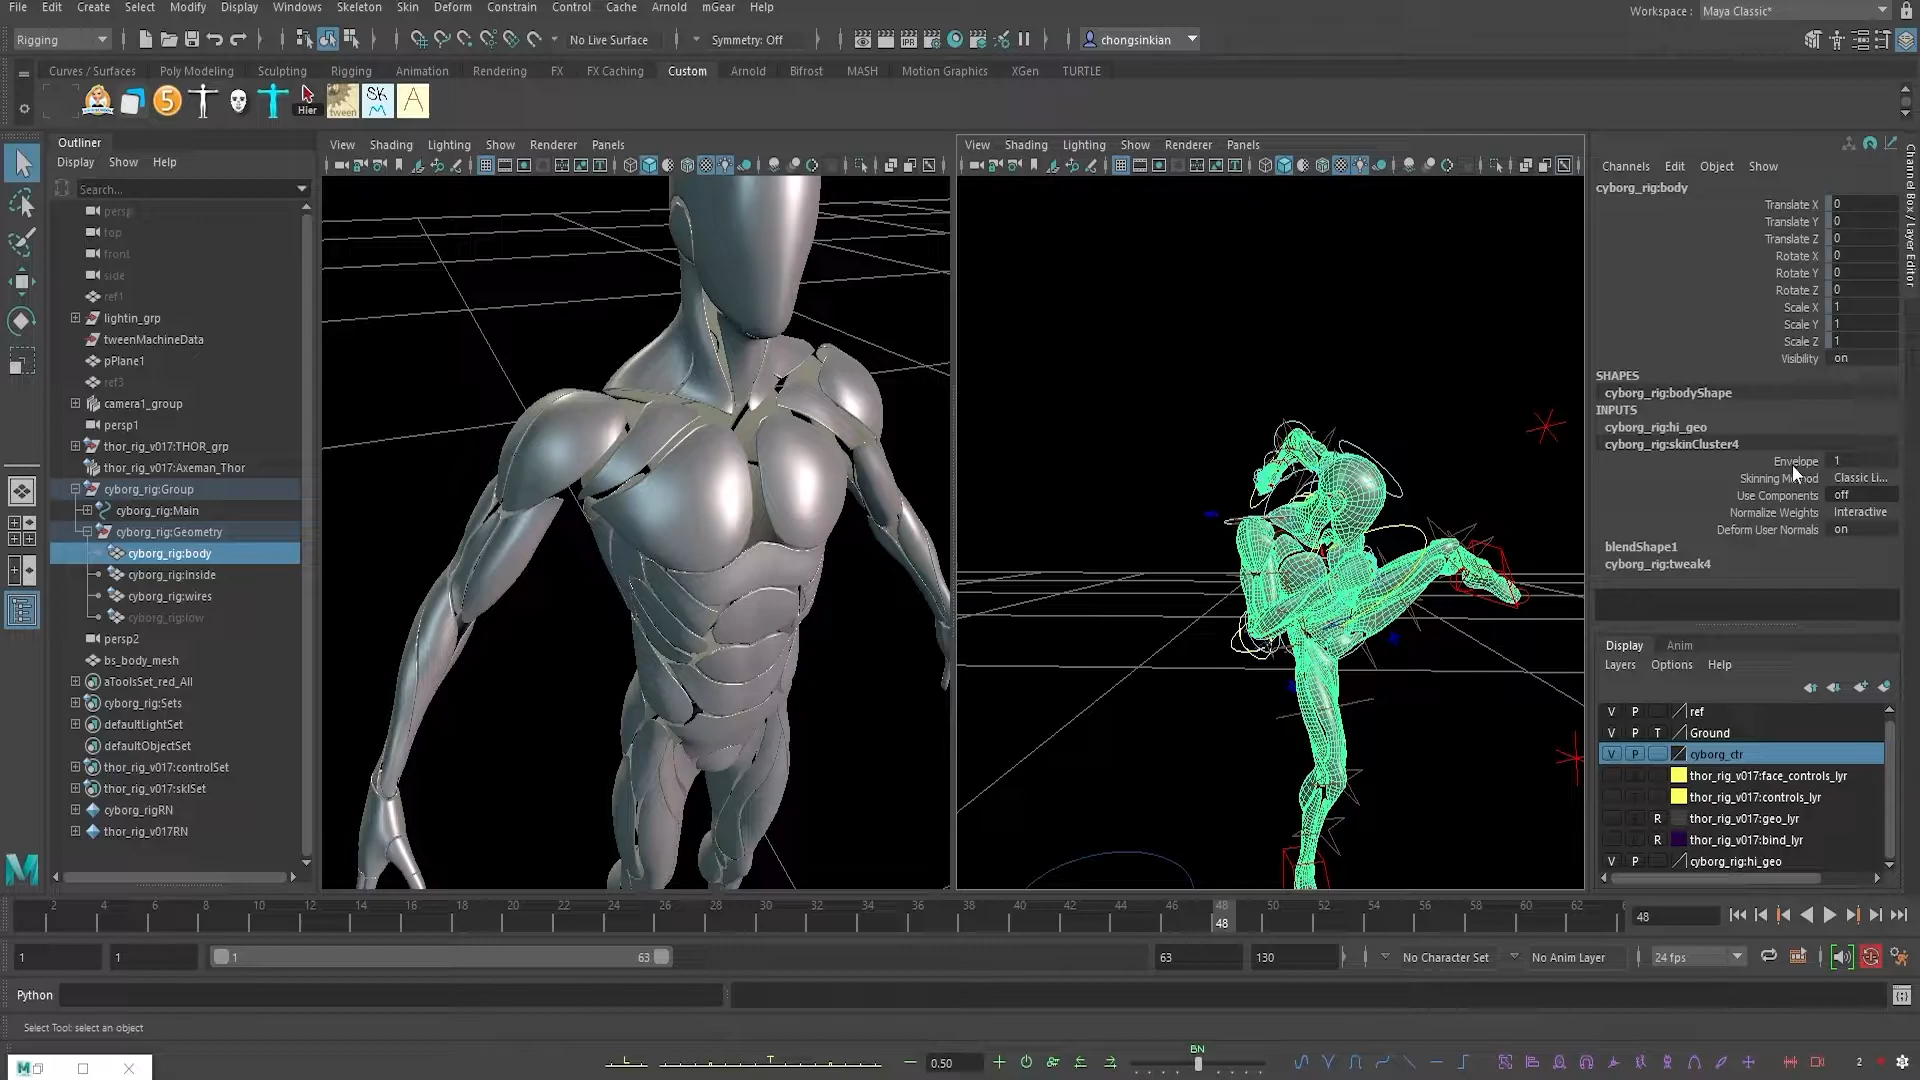 File Edit Create Select Modify Display Windows Skeleton Skin Deform Constrain Control Cache Arnold mGear Help
Workspace : Maya Classic*
Rigging No Live Surface Symmetry: Off IPR chongsinkian
Curves / Surfaces Poly Modeling Sculpting Rigging Animation Rendering FX FX Caching Custom Arnold Bifrost MASH Motion Graphics XGen TURTLE
5 Hier tween SK A
Outliner
Display Show Help
Search...
persp
top
front
side
ref1
lightin_grp
tweenMachineData
pPlane1
ref3
camera1_group
persp1
thor_rig_v017:THOR_grp
thor_rig_v017:Axeman_Thor
cyborg_rig:Group
cyborg_rig:Main
cyborg_rig:Geometry
cyborg_rig:body
cyborg_rig:inside
cyborg_rig:wires
cyborg_rig:low
persp2
bs_body_mesh
aToolsSet_red_All
cyborg_rig:Sets
defaultLightSet
defaultObjectSet
thor_rig_v017:controlSet
thor_rig_v017:sklSet
cyborg_rigRN
thor_rig_v017RN
View Shading Lighting Show Renderer Panels
View Shading Lighting Show Renderer Panels
Channels Edit Object Show
Channel Box / Layer Editor
cyborg_rig:body
Translate X 0
Translate Y 0
Translate Z 0
Rotate X 0
Rotate Y 0
Rotate Z 0
Scale X 1
Scale Y 1
Scale Z 1
Visibility on
SHAPES
cyborg_rig:bodyShape
INPUTS
cyborg_rig:hi_geo
cyborg_rig:skinCluster4
Envelope 1
Skinning Method Classic Li...
Use Components off
Normalize Weights Interactive
Deform User Normals on
blendShape1
cyborg_rig:tweak4
Display Anim
Layers Options Help
V P ref
V P T Ground
V P cyborg_ctr
thor_rig_v017:face_controls_lyr
thor_rig_v017:controls_lyr
R thor_rig_v017:geo_lyr
R thor_rig_v017:bind_lyr
V P cyborg_rig:hi_geo
2 4 6 8 10 12 14 16 18 20 22 24 26 28 30 32 34 36 38 40 42 44 46 48 50 52 54 56 58 60 62
48 48
1 1 1 63 63 130 No Character Set No Anim Layer 24 fps
Python
Select Tool: select an object
M L T 0.50 BN 2